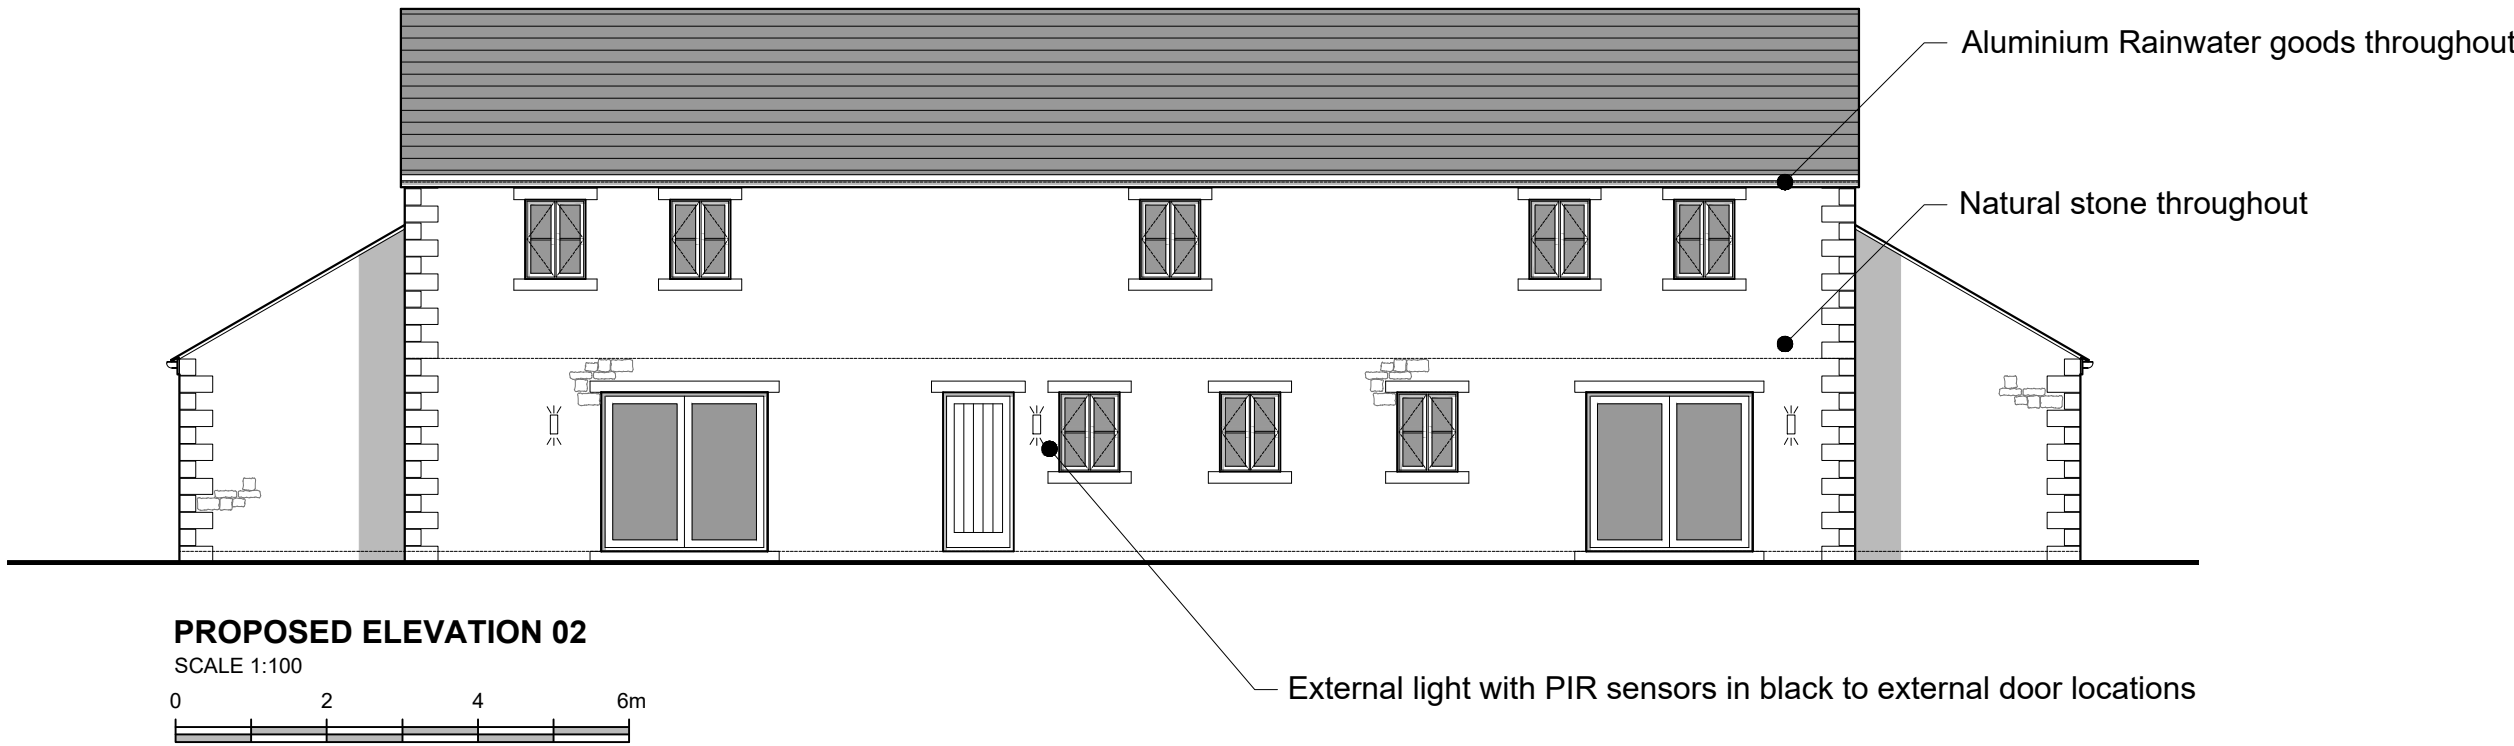 Aluminium Rainwater goods throughout
Natural stone throughout
PROPOSED ELEVATION 02
SCALE 1:100
0 2 4 6m
External light with PIR sensors in black to external door locations